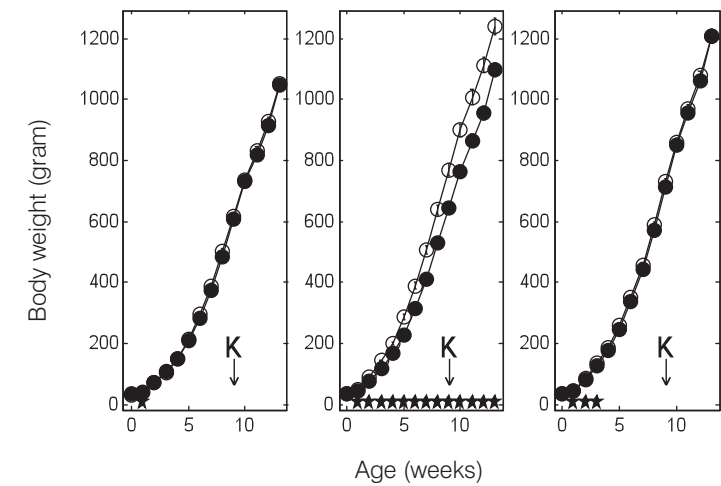 1200 1200 1200
1000 1000 1000
800 800 800
600 600 600
400 400 400
200 200 200
K K K
0 0 0
0 5 10 0 5 10 0 5 10
Body weight (gram)
Age (weeks)